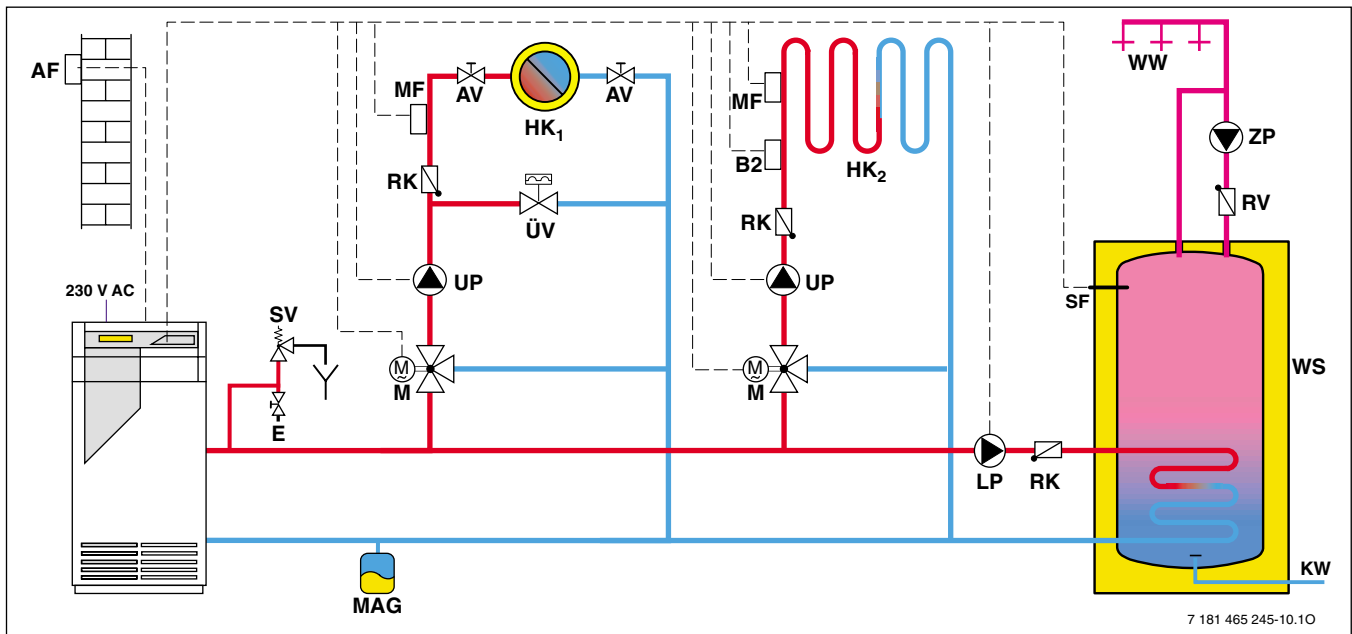 AF
230 V AC
SV
E
MAG
MF
AV
HK1
AV
RK
ÜV
UP
M
~
M
MF
B2
HK2
RK
UP
M
~
M
LP
RK
WW
ZP
RV
SF
WS
KW
7 181 465 245-10.1O